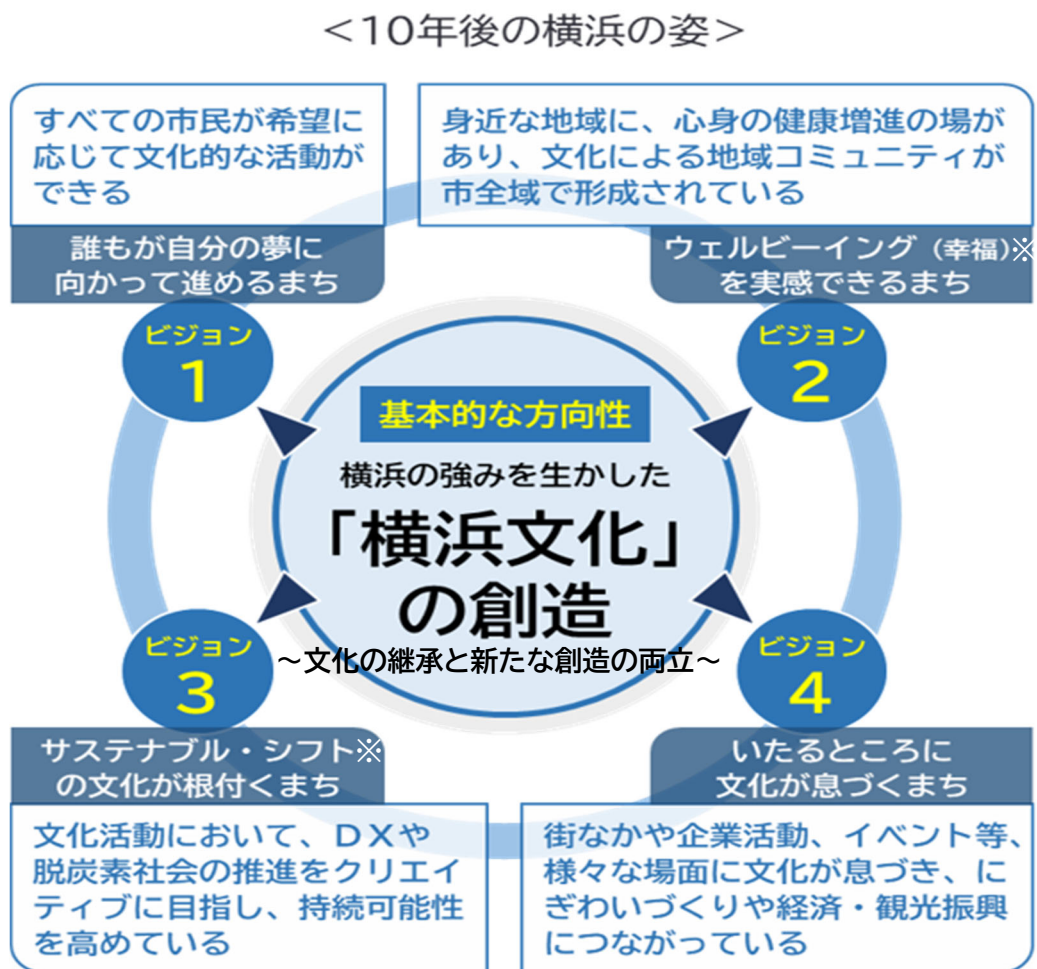 <10年後の横浜の姿>
すべての市民が希望に
応じて文化的な活動が
できる
誰もが自分の夢に
向かって進めるまち
ビジョン
1
身近な地域に、心身の健康増進の場が
あり、文化による地域コミュニティが
市全域で形成されている
ウェルビーイング(幸福)※
を実感できるまち
ビジョン
2
基本的な方向性
横浜の強みを生かした
「横浜文化」
の創造
~文化の継承と新たな創造の両立~
ビジョン
3
サステナブル・シフト※
の文化が根付くまち
文化活動において、DXや
脱炭素社会の推進をクリエイ
ティブに目指し、持続可能性
を高めている
ビジョン
4
いたるところに
文化が息づくまち
街なかや企業活動、イベント等、
様々な場面に文化が息づき、に
ぎわいづくりや経済・観光振興
につながっている